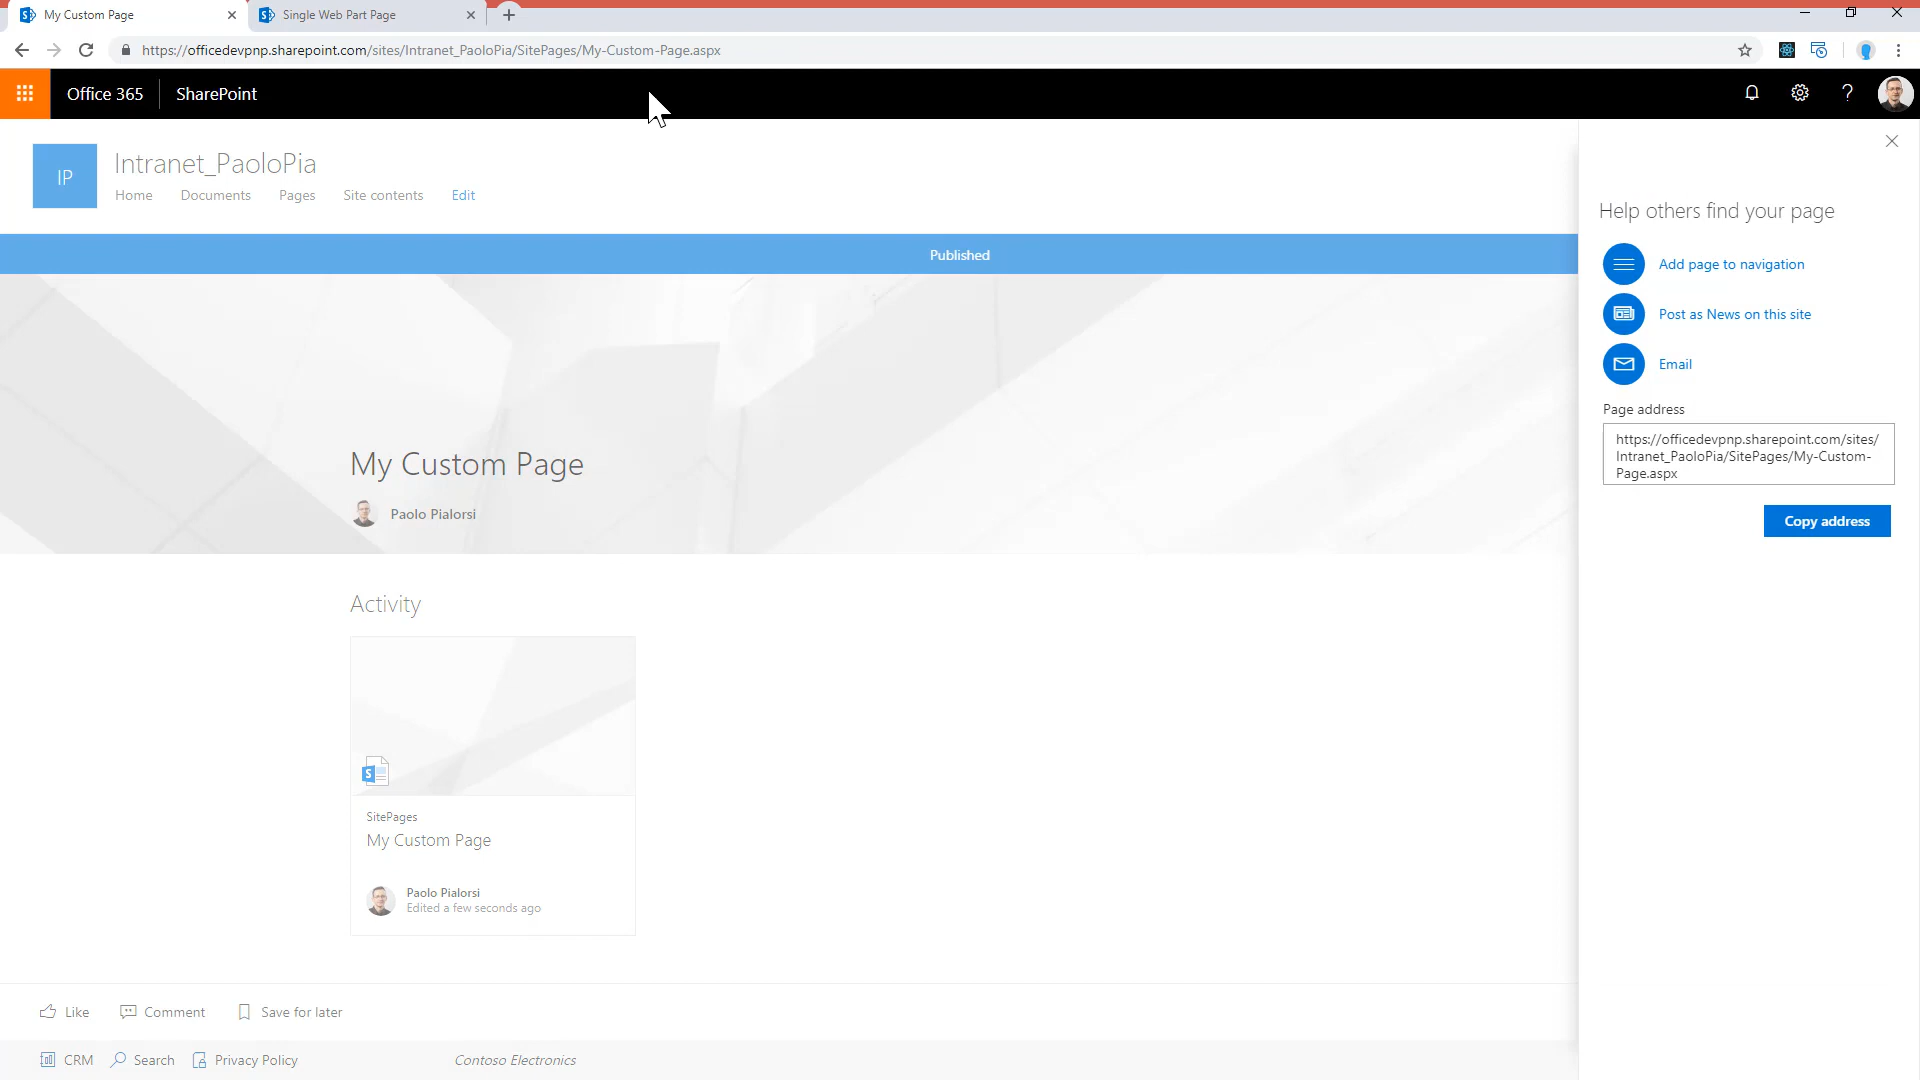 My Custom Page
Single Web Part Page
https://officedevpnp.sharepoint.com/sites/Intranet_PaoloPia/SitePages/My-Custom-Page.aspx
Office 365
SharePoint
IP
Intranet_PaoloPia
Home
Documents
Pages
Site contents
Edit
Published
My Custom Page
Paolo Pialorsi
Activity
S
SitePages
My Custom Page
Paolo Pialorsi
Edited a few seconds ago
Like
Comment
Save for later
CRM
Search
Privacy Policy
Contoso Electronics
Help others find your page
Add page to navigation
Post as News on this site
Email
Page address
https://officedevpnp.sharepoint.com/sites/
Intranet_PaoloPia/SitePages/My-Custom-
Page.aspx
Copy address